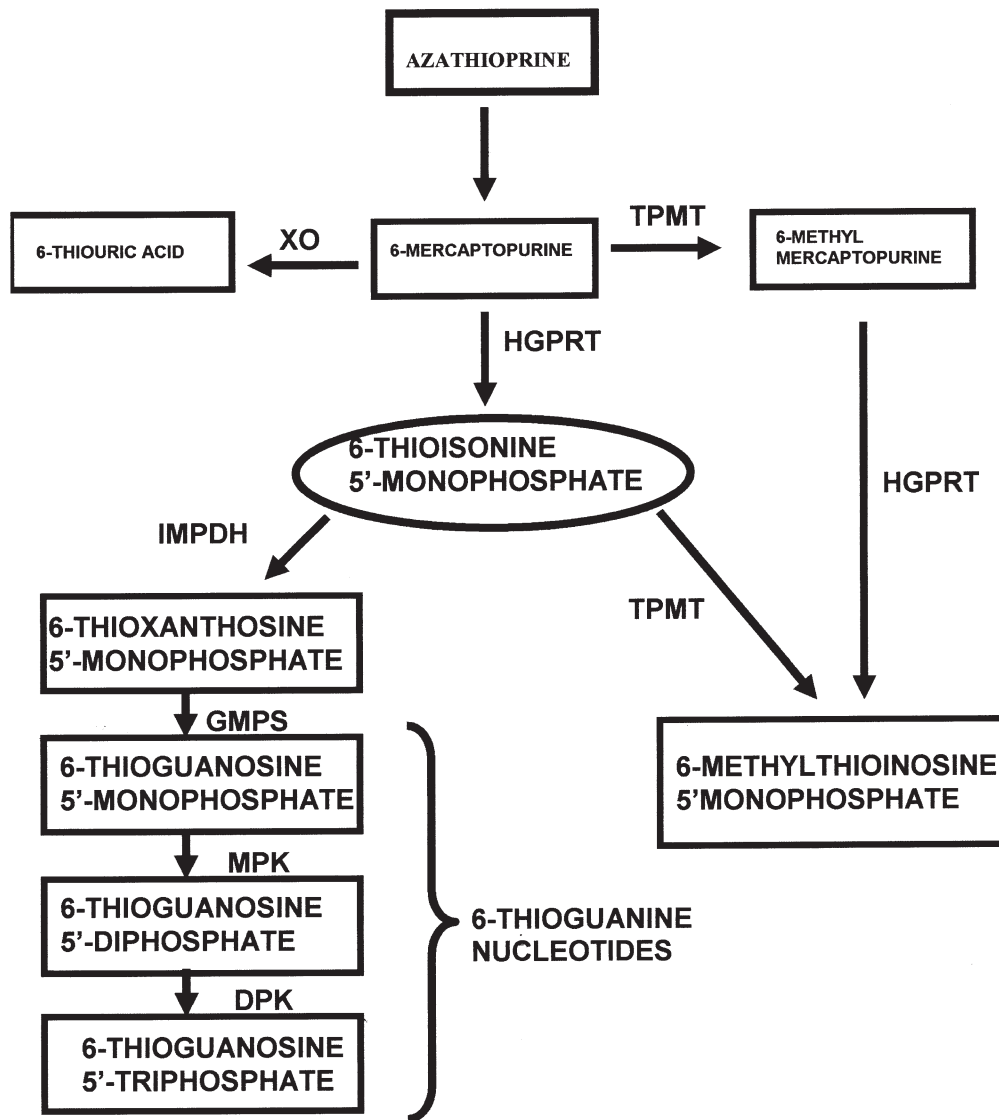 AZATHIOPRINE
TPMT
XO
6-THIOURIC ACID
6-MERCAPTOPURINE
6-METHYL
MERCAPTOPURINE
HGPRT
6-THIOISONINE
5’-MONOPHOSPHATE
HGPRT
IMPDH
TPMT
6-THIOXANTHOSINE
5’-MONOPHOSPHATE
GMPS
6-THIOGUANOSINE
5’-MONOPHOSPHATE
6-METHYLTHIOINOSINE
5’MONOPHOSPHATE
MPK
6-THIOGUANOSINE
5’-DIPHOSPHATE
6-THIOGUANINE
NUCLEOTIDES
DPK
6-THIOGUANOSINE
5’-TRIPHOSPHATE